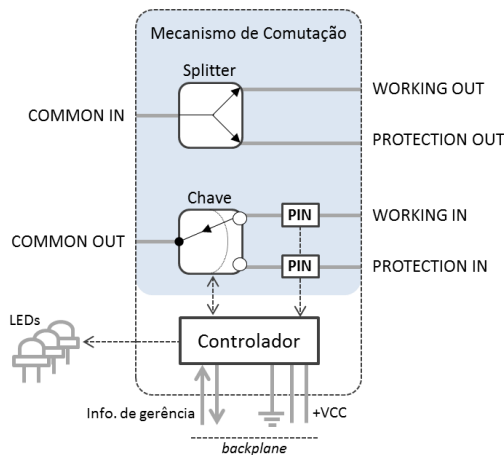 Mecanismo de Comutação
Splitter
COMMON IN
WORKING OUT
PROTECTION OUT
Chave
COMMON OUT
PIN
WORKING IN
PIN
PROTECTION IN
LEDs
Controlador
Info. de gerência
+VCC
backplane